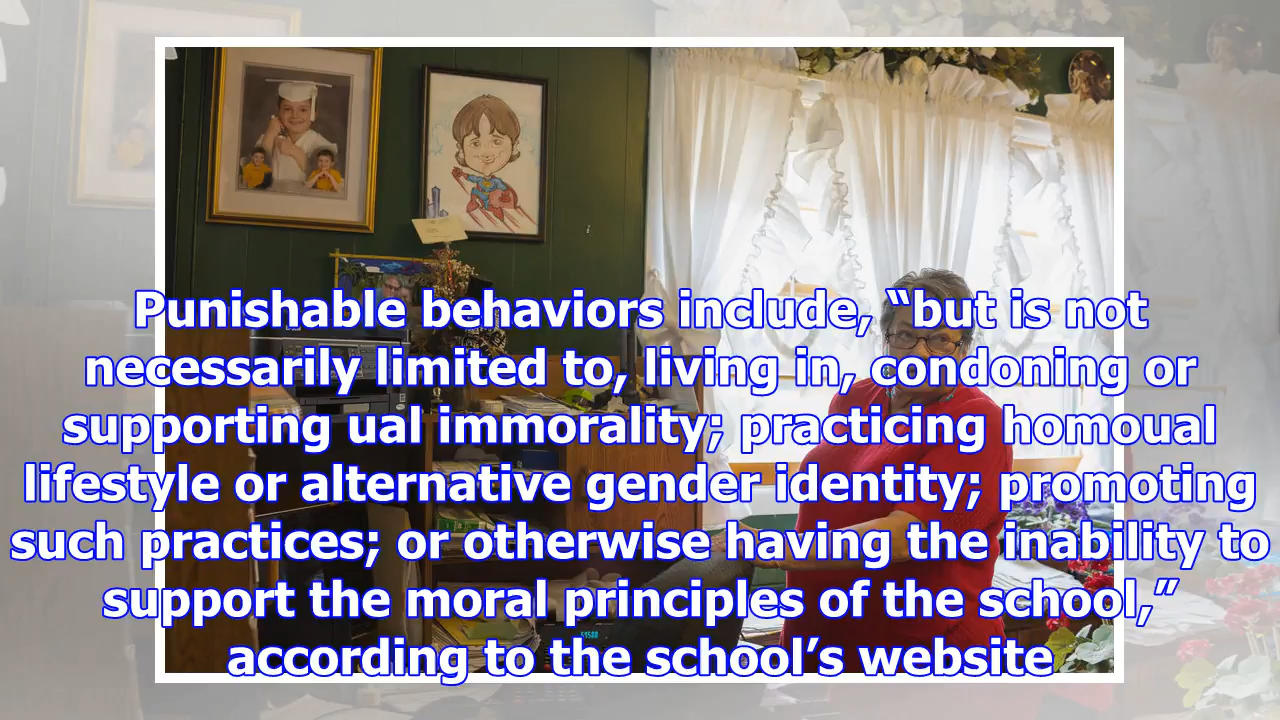 Punishable behaviors include, “but is not
necessarily limited to, living in, condoning or
supporting ual immorality; practicing homoual
lifestyle or alternative gender identity; promoting
such practices; or otherwise having the inability to
support the moral principles of the school,”
according to the school’s website